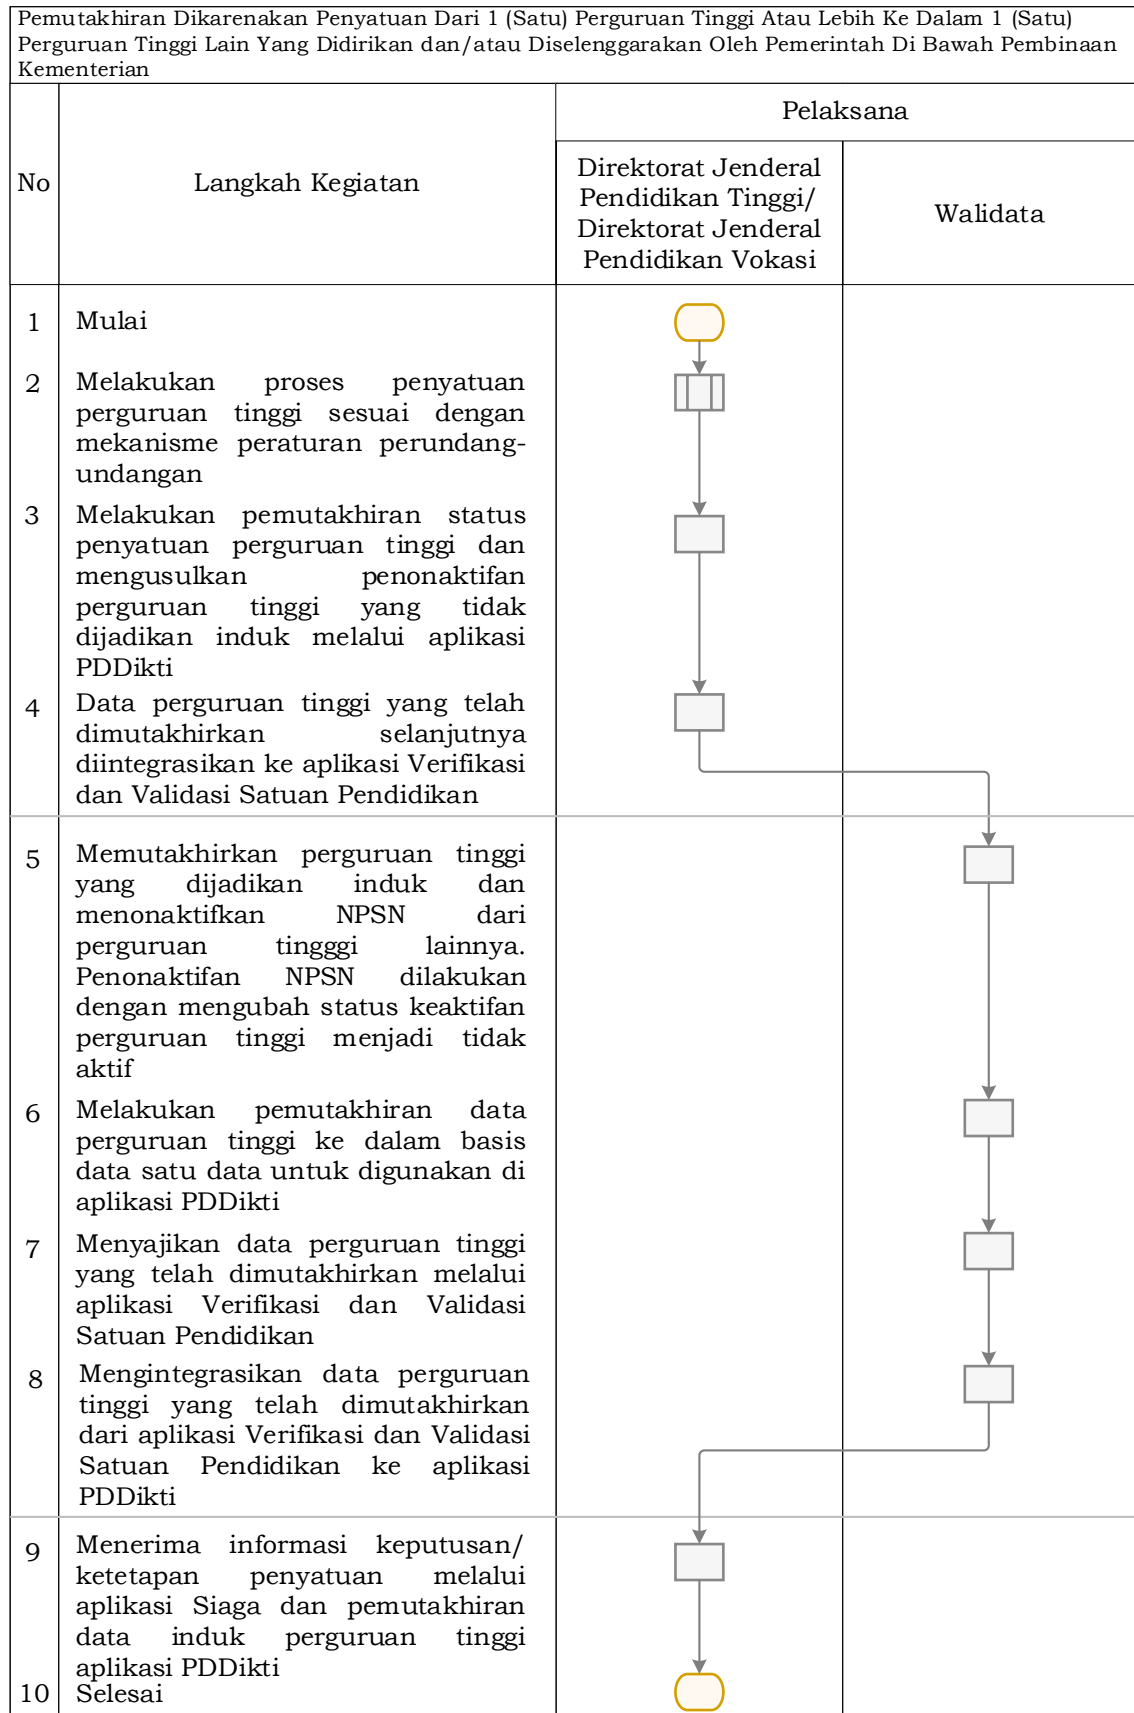 Pemutakhiran Dikarenakan Penyatuan Dari 1 (Satu) Perguruan Tinggi Atau Lebih Ke Dalam 1 (Satu)
Perguruan Tinggi Lain Yang Didirikan dan/atau Diselenggarakan Oleh Pemerintah Di Bawah Pembinaan
Kementerian
No
Langkah Kegiatan
Pelaksana
Direktorat Jenderal
Pendidikan Tinggi/
Direktorat Jenderal
Pendidikan Vokasi
Walidata
1 Mulai
2 Melakukan proses penyatuan
perguruan tinggi sesuai dengan
mekanisme peraturan perundang-
undangan
3 Melakukan pemutakhiran status
penyatuan perguruan tinggi dan
mengusulkan penonaktifan
perguruan tinggi yang tidak
dijadikan induk melalui aplikasi
PDDikti
4 Data perguruan tinggi yang telah
dimutakhirkan selanjutnya
diintegrasikan ke aplikasi Verifikasi
dan Validasi Satuan Pendidikan
5 Memutakhirkan perguruan tinggi
yang dijadikan induk dan
menonaktifkan NPSN dari
perguruan tingggi lainnya.
Penonaktifan NPSN dilakukan
dengan mengubah status keaktifan
perguruan tinggi menjadi tidak
aktif
6 Melakukan pemutakhiran data
perguruan tinggi ke dalam basis
data satu data untuk digunakan di
aplikasi PDDikti
7 Menyajikan data perguruan tinggi
yang telah dimutakhirkan melalui
aplikasi Verifikasi dan Validasi
Satuan Pendidikan
8 Mengintegrasikan data perguruan
tinggi yang telah dimutakhirkan
dari aplikasi Verifikasi dan Validasi
Satuan Pendidikan ke aplikasi
PDDikti
9 Menerima informasi keputusan/
ketetapan penyatuan melalui
aplikasi Siaga dan pemutakhiran
data induk perguruan tinggi
aplikasi PDDikti
10 Selesai